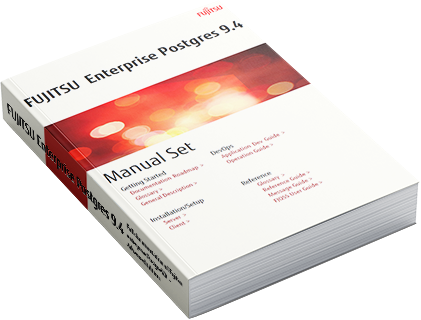 FUJITSU
FUJITSU Enterprise Postgres 9.4
Manual Set
Getting Started
Documentation Roadmap >
Glossary >
General Description >
Installation/Setup
Server >
Client >
DevOps
Application Dev Guide >
Operation Guide >
Reference
Glossary >
Reference Guide >
Message Guide >
FJQSS User Guide >
FUJITSU Enterprise Postgres 9.4